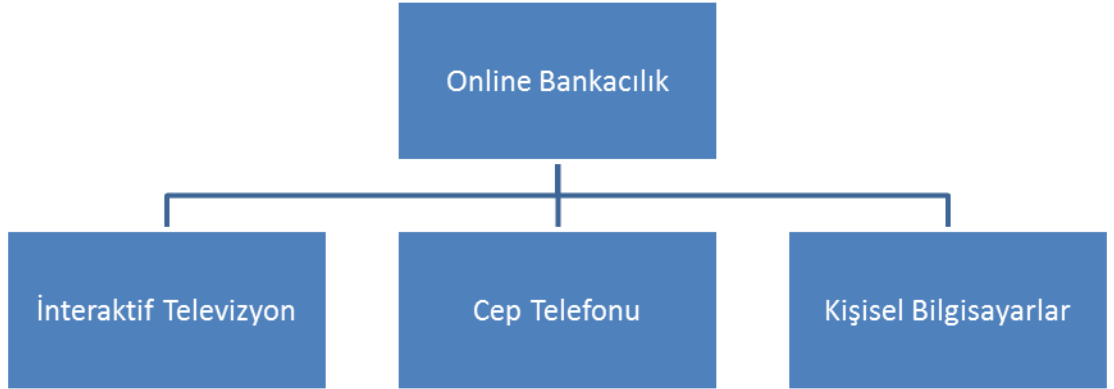 Online Bankacılık
İnteraktif Televizyon
Cep Telefonu
Kişisel Bilgisayarlar